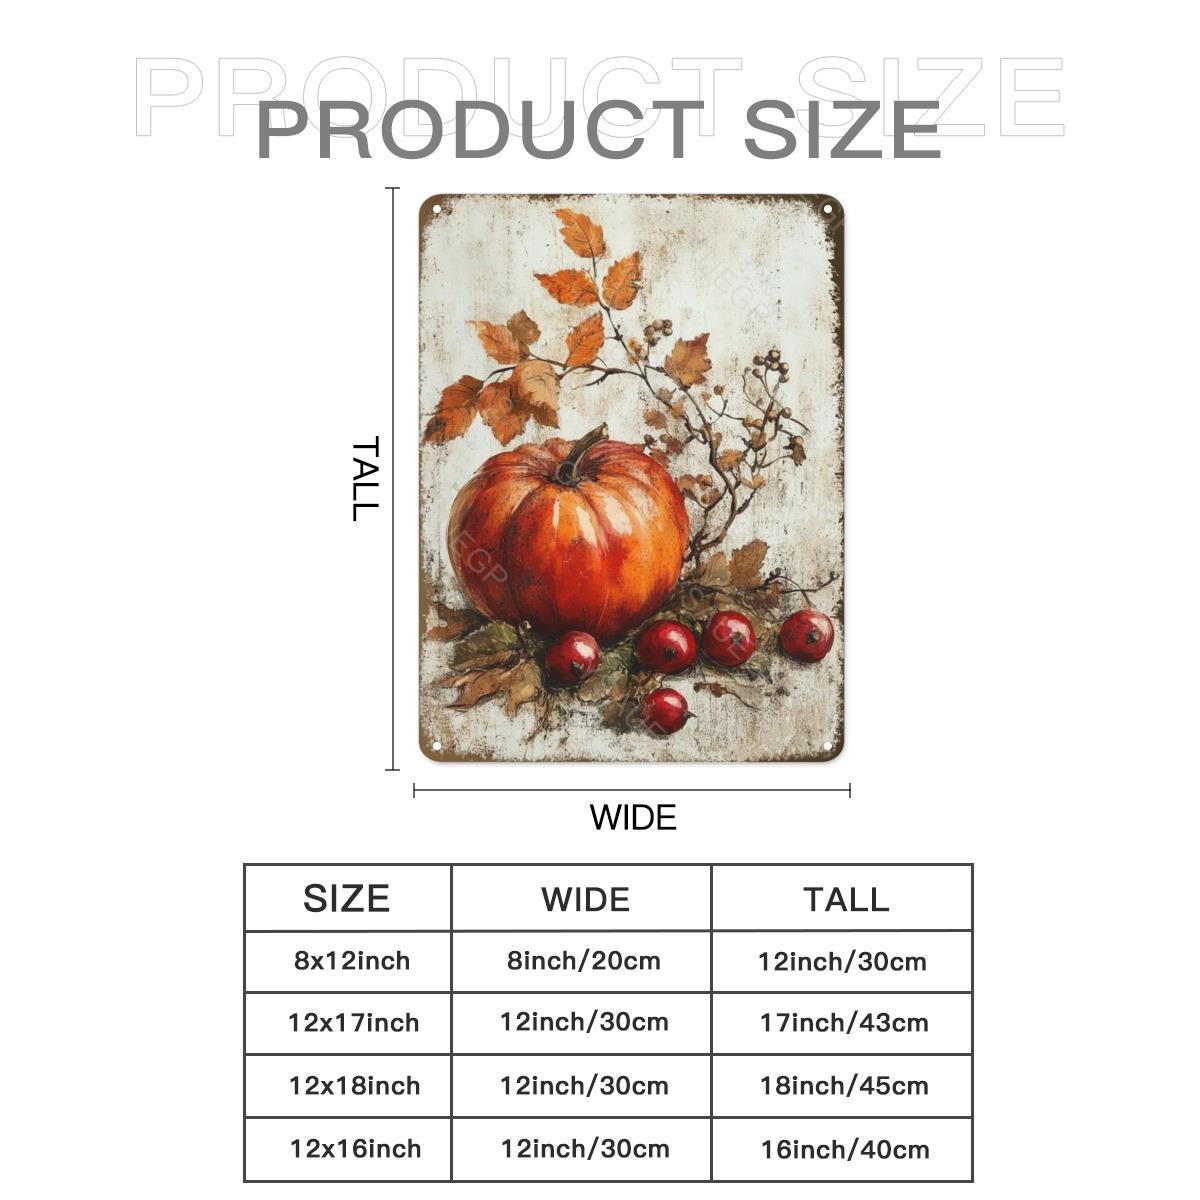 PRODUCT SIZE
PRODUCT SIZE
TALL
WIDE
SIZE WIDE TALL
8x12inch 8inch/20cm 12inch/30cm
12x17inch 12inch/30cm 17inch/43cm
12x18inch 12inch/30cm 18inch/45cm
12x16inch 12inch/30cm 16inch/40cm